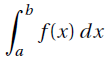 ∫_a^b f(x) dx